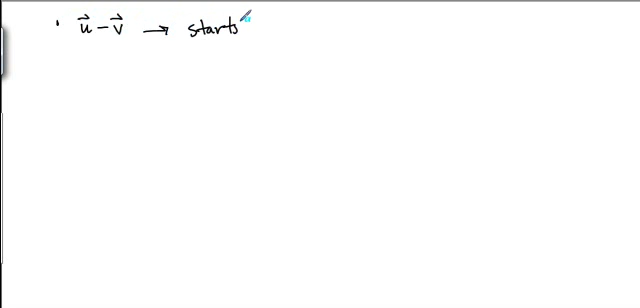 · u⃗ − v⃗ → starts